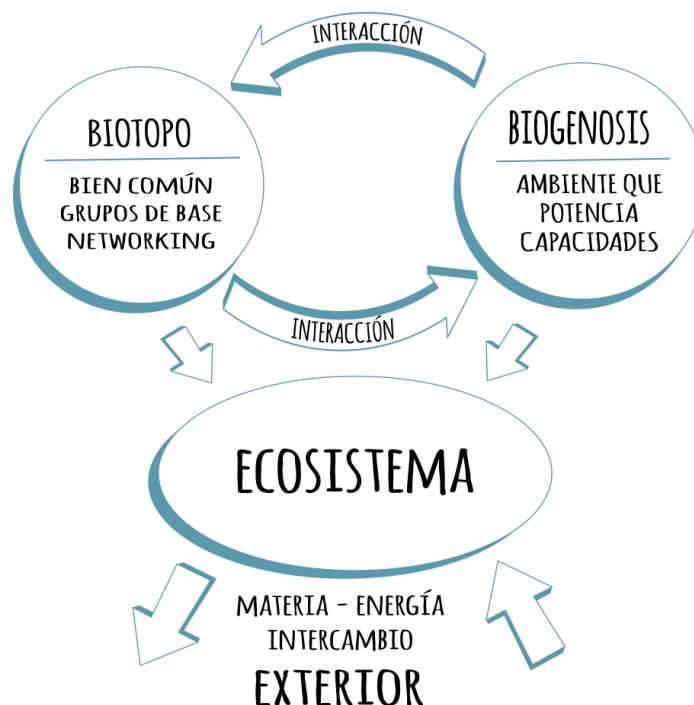 INTERACCIÓN
BIOTOPO
BIEN COMÚN
GRUPOS DE BASE
NETWORKING
BIOGENOSIS
AMBIENTE QUE
POTENCIA
CAPACIDADES
INTERACCIÓN
ECOSISTEMA
MATERIA - ENERGÍA
INTERCAMBIO
EXTERIOR